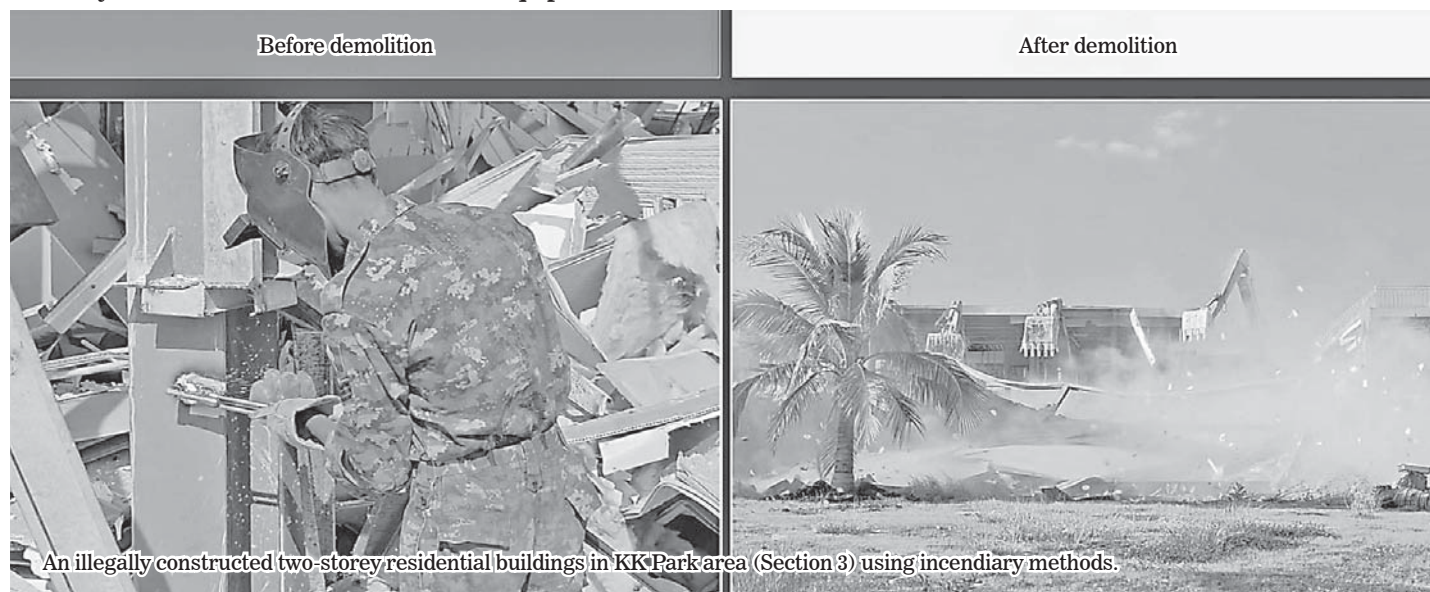 Before demolition
After demolition
An illegally constructed two-storey residential buildings in KK Park area (Section 3) using incendiary methods.